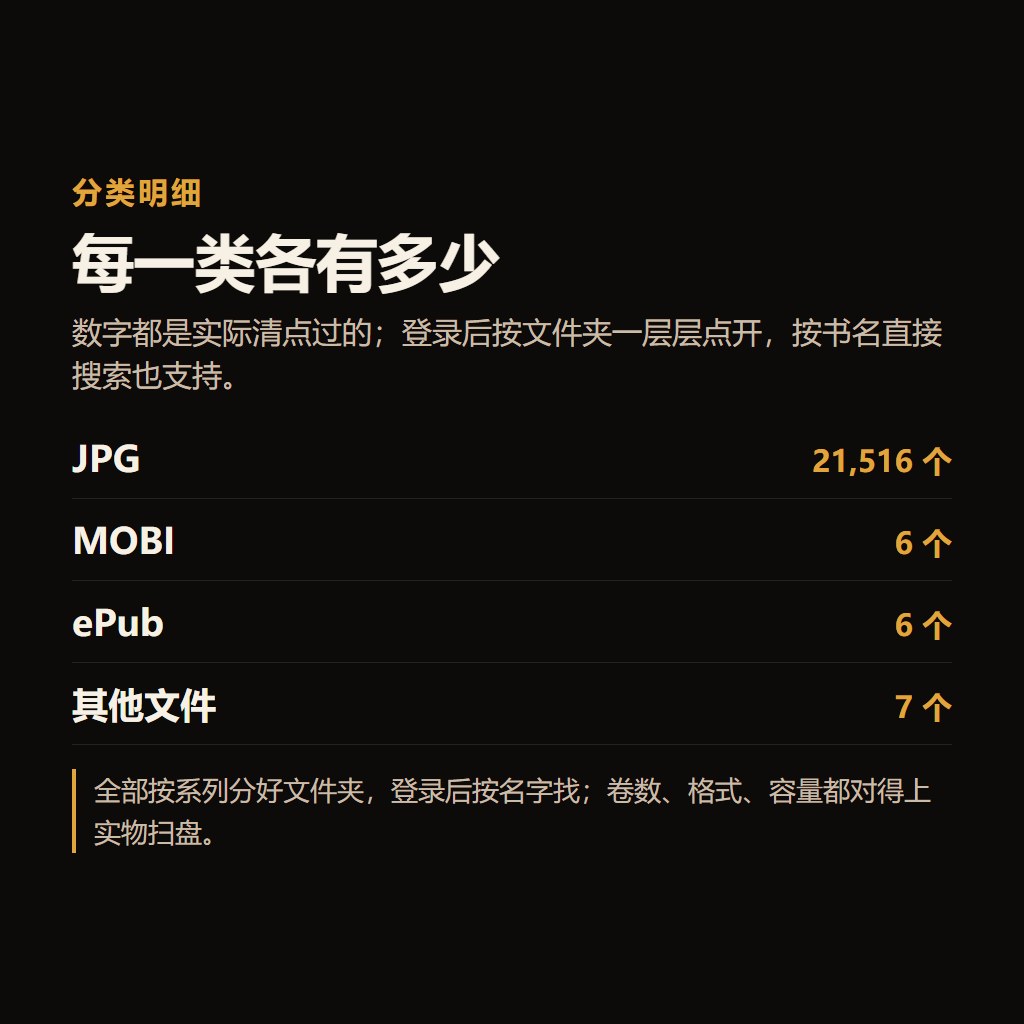 分类明细
每一类各有多少
数字都是实际清点过的；登录后按文件夹一层层点开，按书名直接
搜索也支持。
JPG 21,516 个
MOBI 6 个
ePub 6 个
其他文件 7 个
全部按系列分好文件夹，登录后按名字找；卷数、格式、容量都对得上
实物扫盘。